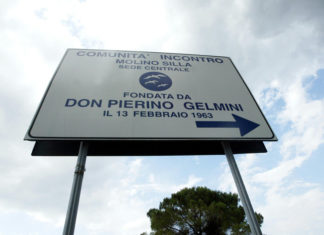 COMUNITA' INCONTRO
MOLINO SILLA
SEDE CENTRALE
FONDATA DA
DON PIERINO GELMINI
IL 13 FEBBRAIO 1963